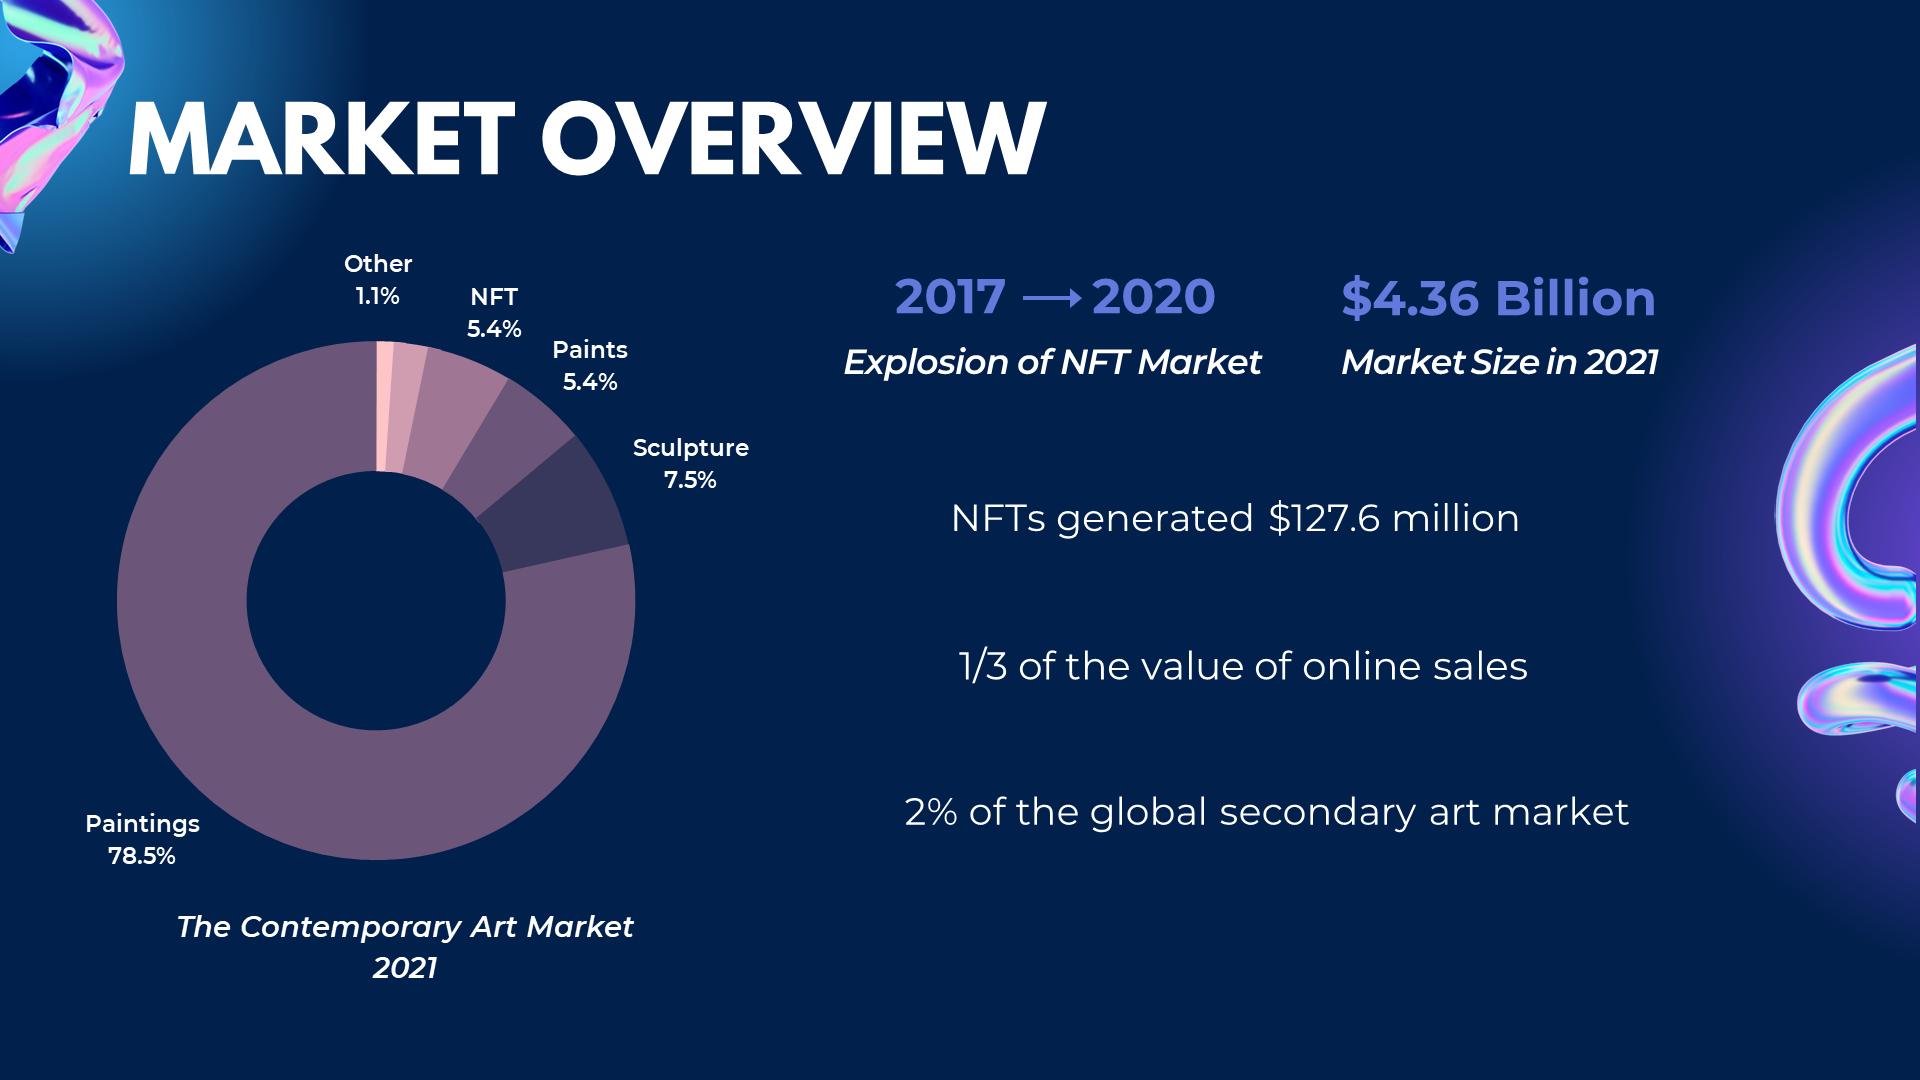 MARKET OVERVIEW
Other
1.1%
NFT
5.4%
Paints
5.4%
Sculpture
7.5%
Paintings
78.5%
The Contemporary Art Market
2021
2017 → 2020
Explosion of NFT Market
$4.36 Billion
Market Size in 2021
NFTs generated $127.6 million
1/3 of the value of online sales
2% of the global secondary art market